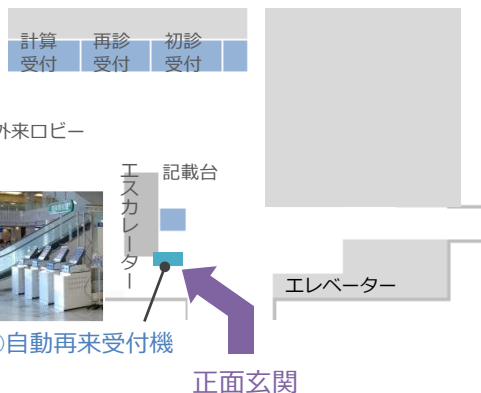 計算
受付
再診
受付
初診
受付
外来ロビー
エスカレーター
記載台
エレベーター
自動再来受付機
正面玄関